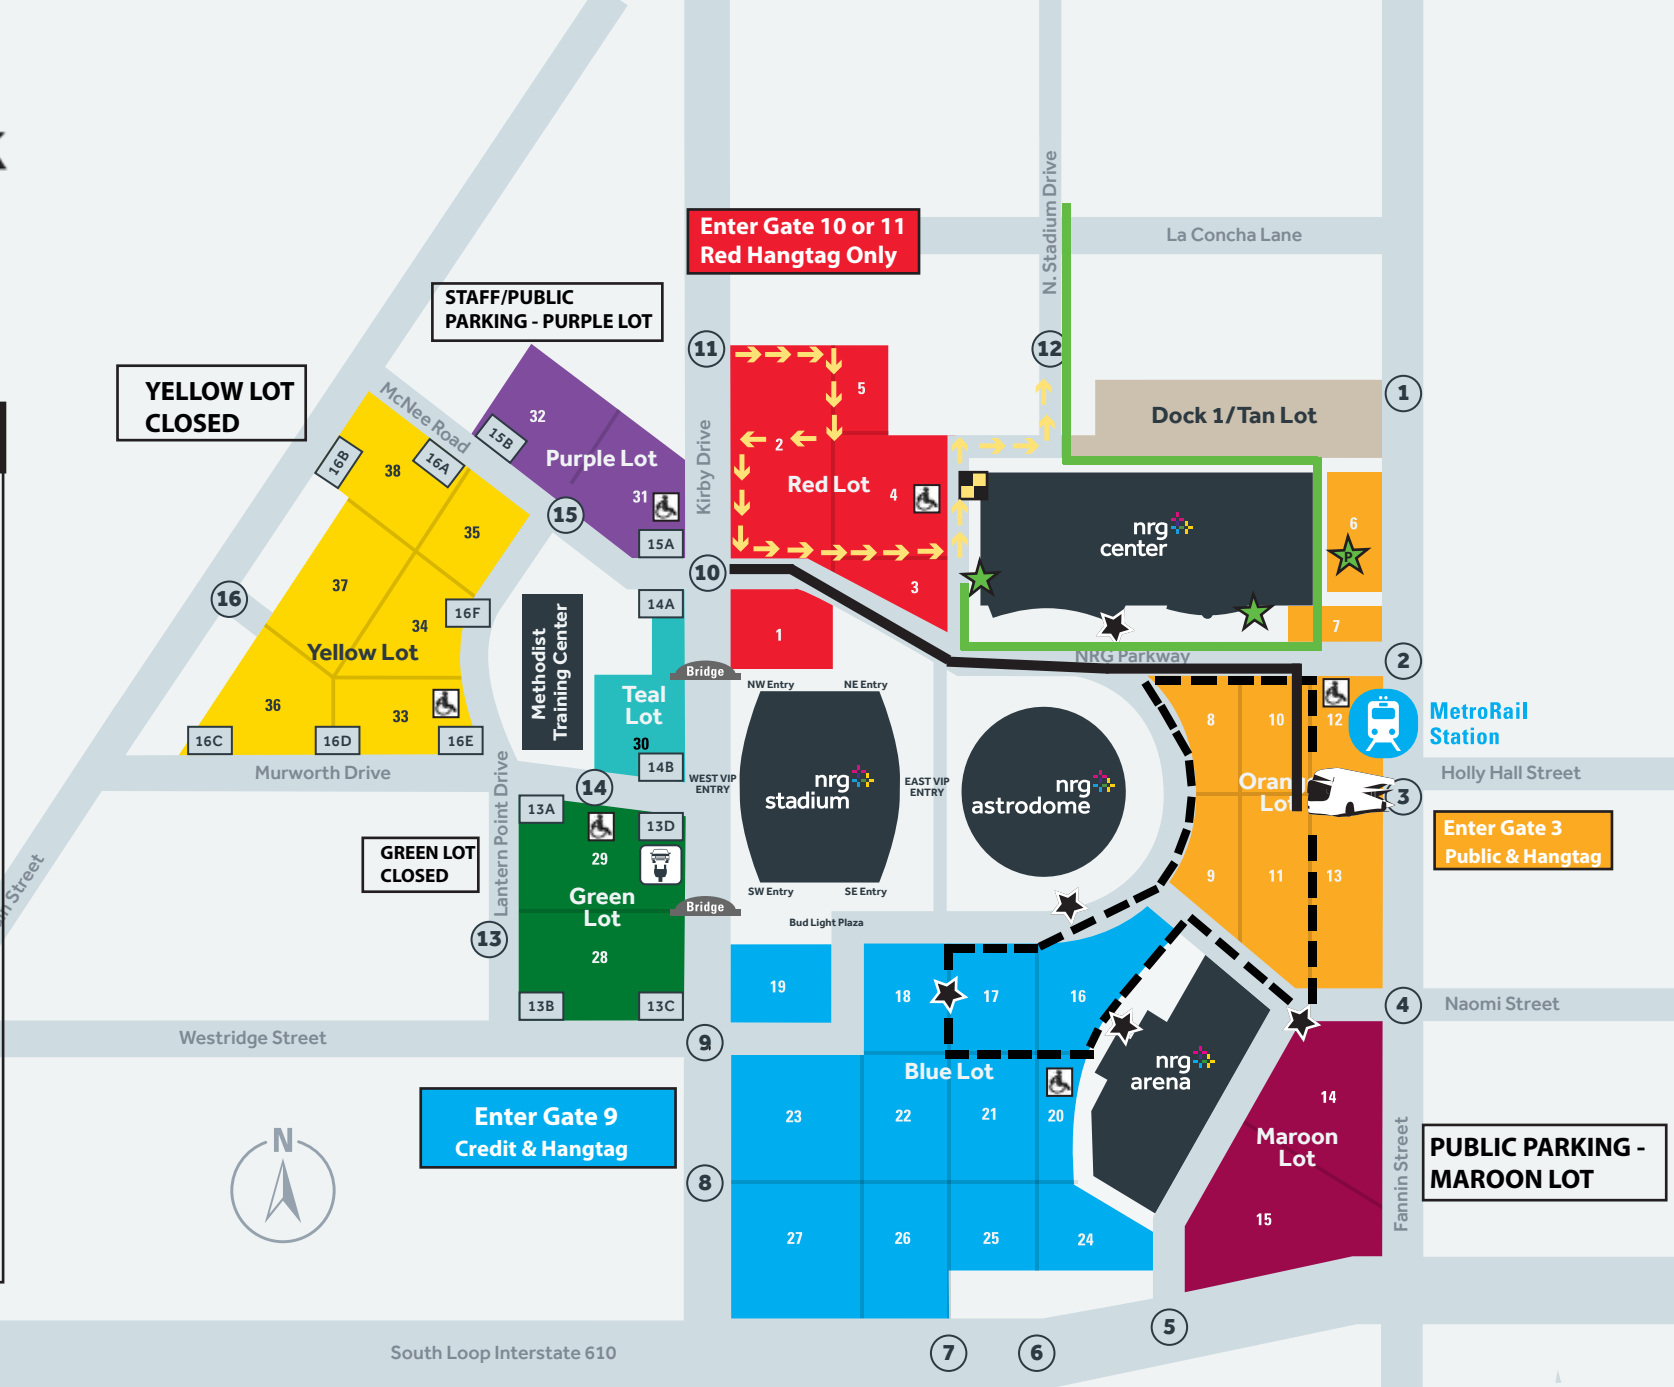 Enter Gate 10 or 11
Red Hangtag Only
N. Stadium Drive
La Concha Lane
STAFF/PUBLIC
PARKING - PURPLE LOT
11
12
1
YELLOW LOT
CLOSED
McNee Road
Dock 1/Tan Lot
32
15B
Purple Lot
31
15
15A
Kirby Drive
5
2
Red Lot
4
3
10
1
16B
38
16A
35
37
16
16F
34
Yellow Lot
36
33
16C
16D
16E
Murworth Drive
nrg
center
6
P
7
NRG Parkway
2
14A
Methodist
Training Center
Bridge
Teal
Lot
30
14B
14
NW Entry
NE Entry
WEST VIP
ENTRY
nrg
stadium
EAST VIP
ENTRY
SW Entry
SE Entry
nrg
astrodome
8
10
12
Oran
Lot
9
11
13
MetroRail
Station
Holly Hall Street
3
Enter Gate 3
Public & Hangtag
13A
13D
29
GREEN LOT
CLOSED
Lantern Point Drive
Green
Lot
Bridge
28
13
13B
13C
Bud Light Plaza
Street
Westridge Street
19
18
17
16
4
Naomi Street
9
Blue Lot
nrg
arena
Enter Gate 9
Credit & Hangtag
23
22
21
20
14
Maroon
Lot
15
Fannin Street
PUBLIC PARKING -
MAROON LOT
N
8
27
26
25
24
5
South Loop Interstate 610
7
6